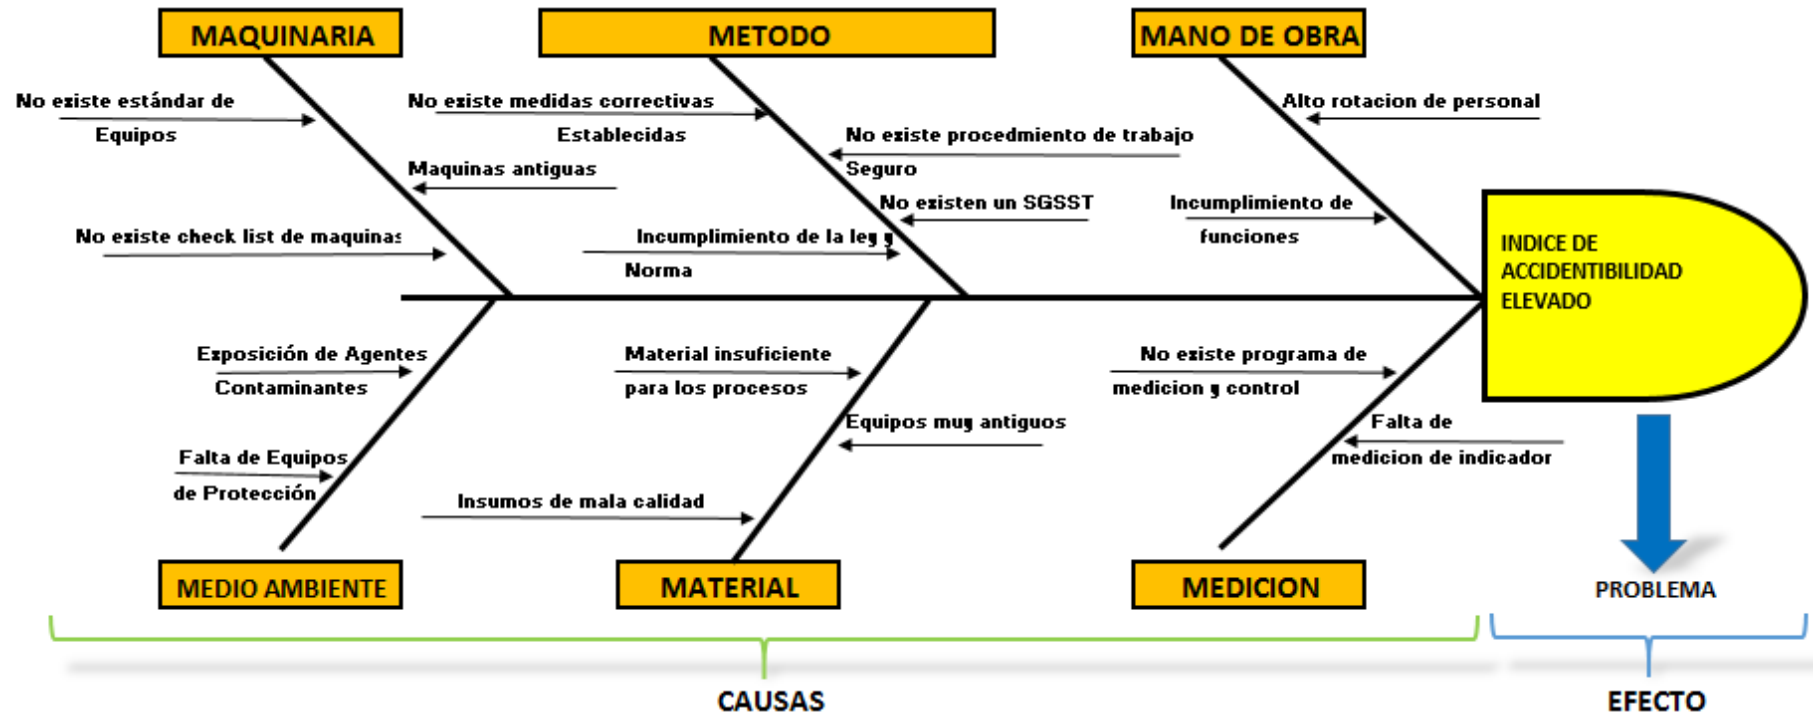 MAQUINARIA
METODO
MANO DE OBRA
No existe estándar de
Equipos
Maquinas antiguas
No existe check list de maquinas
No existe medidas correctivas
Establecidas
No existe procedmiento de trabajo
Seguro
No existen un SGSST
Incumplimiento de la ley y
Norma
Alto rotacion de personal
Incumplimiento de
funciones
INDICE DE
ACCIDENTIBILIDAD
ELEVADO
Exposición de Agentes
Contaminantes
Falta de Equipos
de Protección
Material insuficiente
para los procesos
Equipos muy antiguos
Insumos de mala calidad
No existe programa de
medicion y control
Falta de
medicion de indicador
MEDIO AMBIENTE
MATERIAL
MEDICION
PROBLEMA
CAUSAS
EFECTO